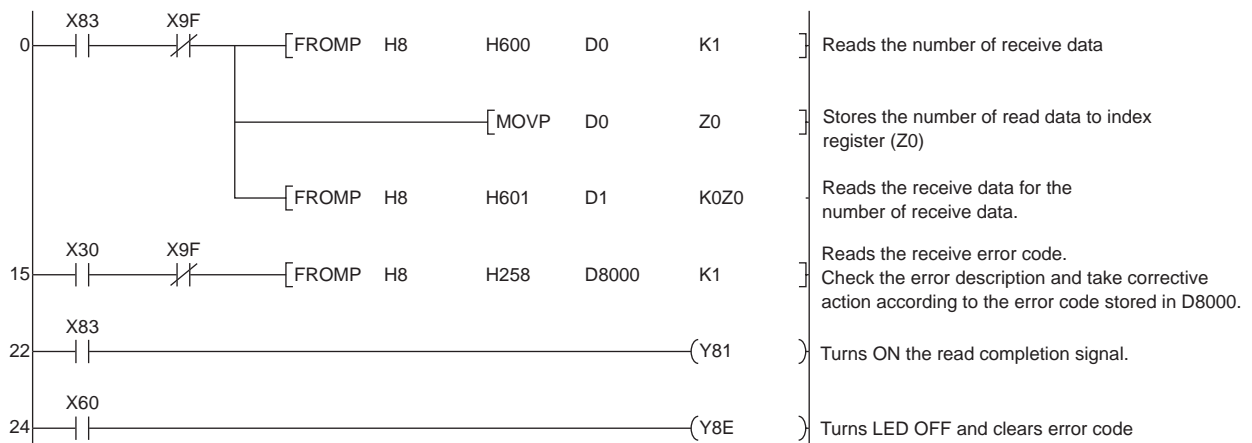 X83 X9F
0 FROMP H8 H600 D0 K1 Reads the number of receive data
MOVP D0 Z0 Stores the number of read data to index
register (Z0)
FROMP H8 H601 D1 K0Z0 Reads the receive data for the
number of receive data.
X30 X9F
Reads the receive error code.
15 FROMP H8 H258 D8000 K1 Check the error description and take corrective
action according to the error code stored in D8000.
X83
22 Y81 Turns ON the read completion signal.
X60
24 Y8E Turns LED OFF and clears error code